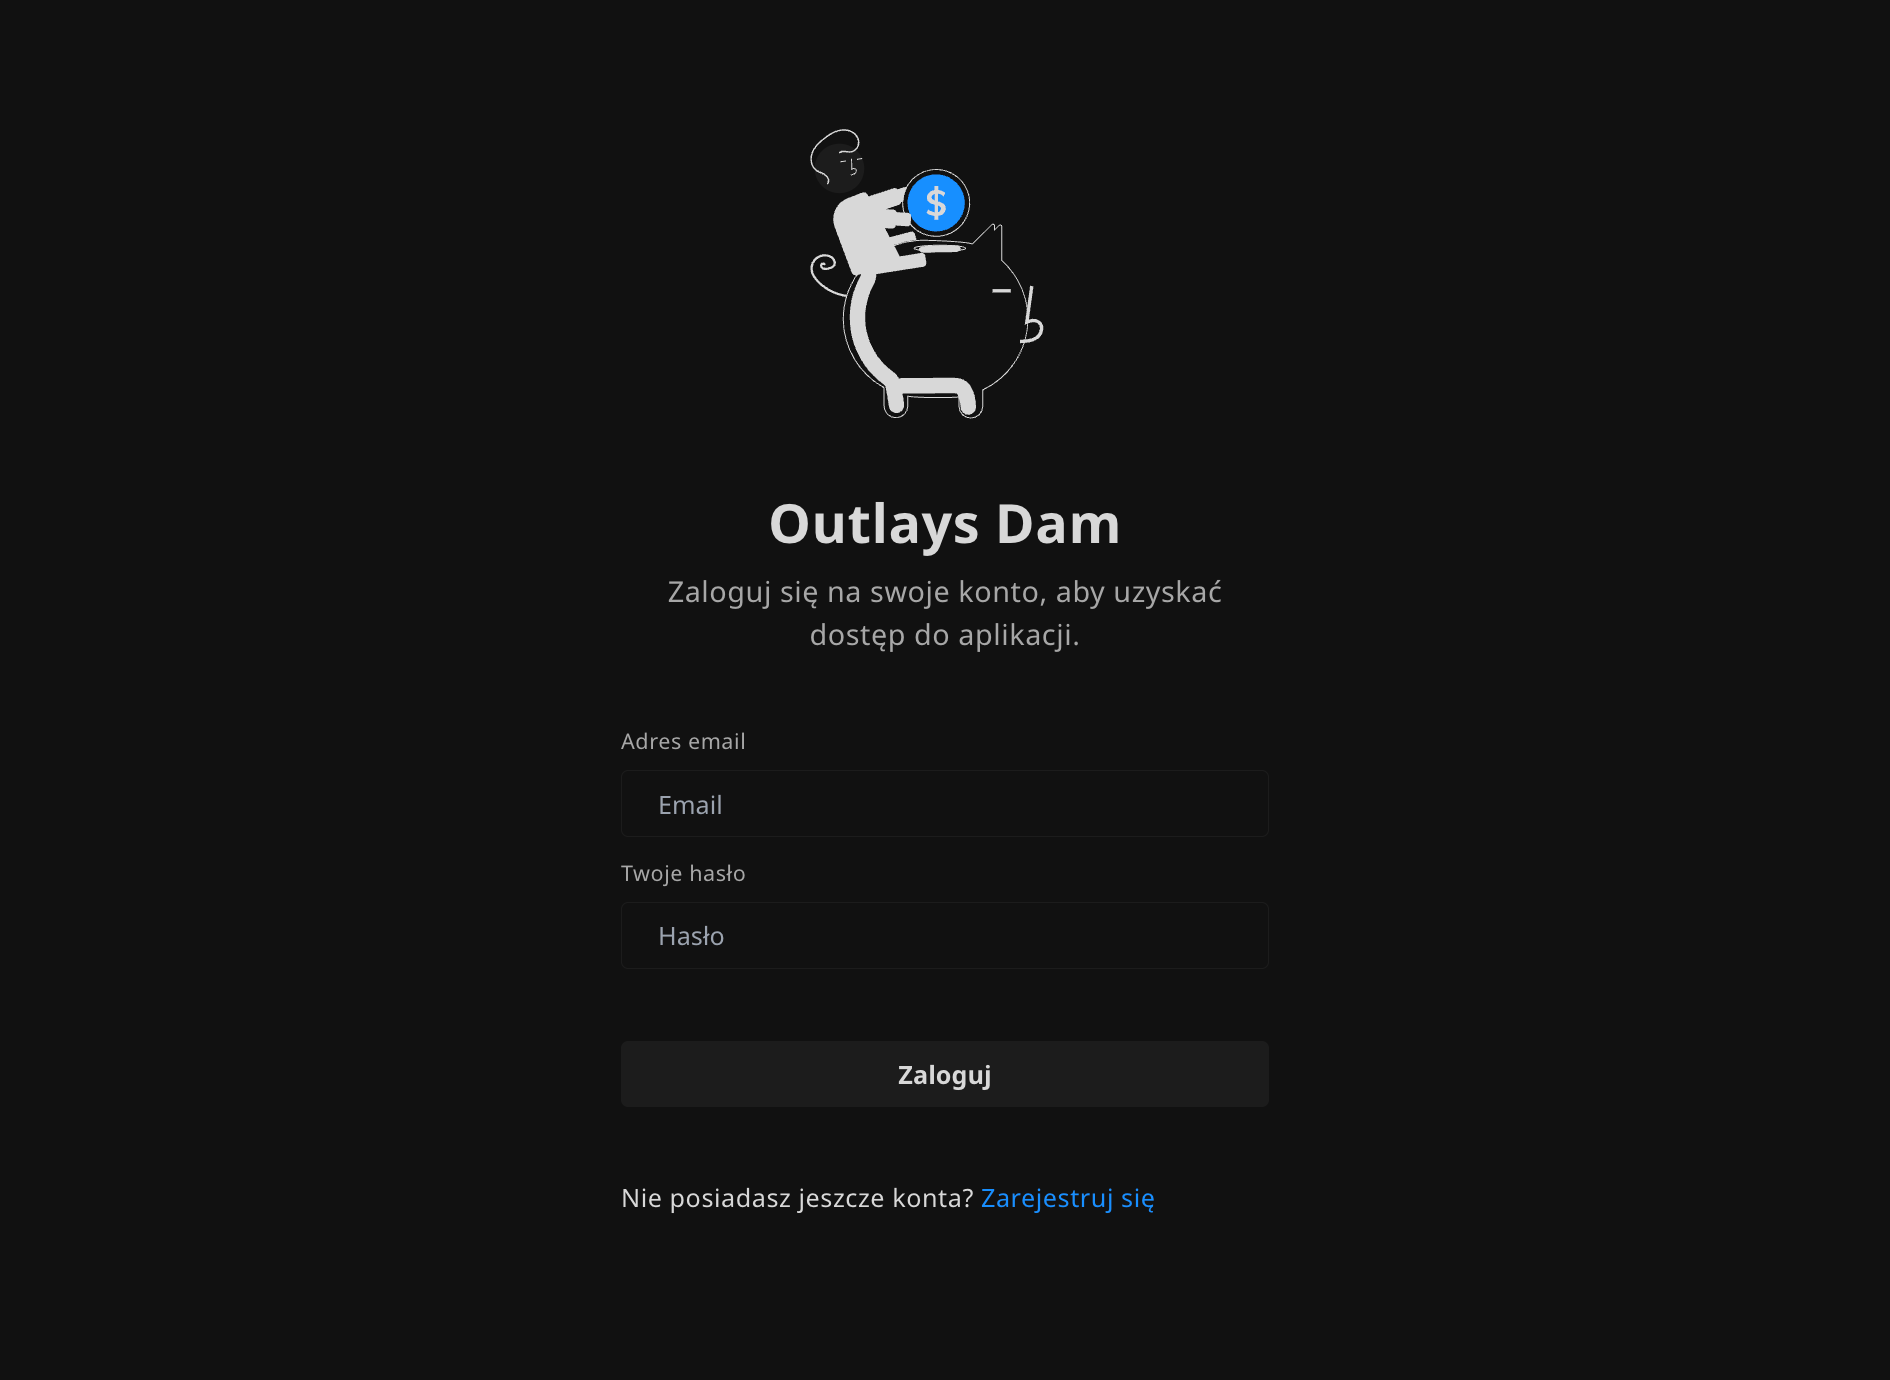 $
Outlays Dam
Zaloguj się na swoje konto, aby uzyskać
dostęp do aplikacji.
Adres email
Email
Twoje hasło
Hasło
Zaloguj
Nie posiadasz jeszcze konta? Zarejestruj się